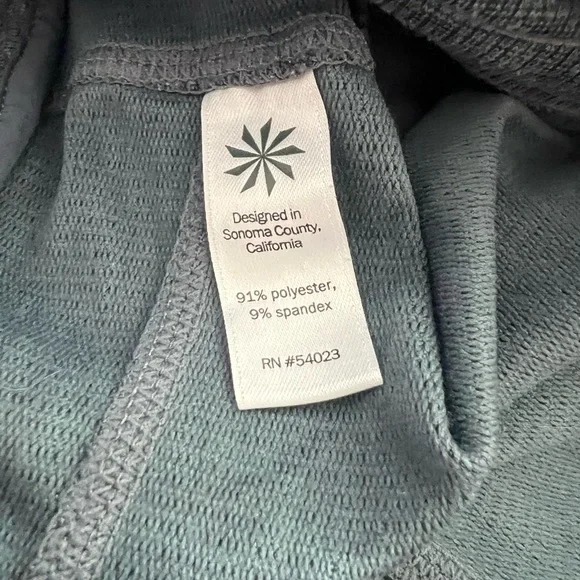 Designed in
Sonoma County,
California
91% polyester,
9% spandex
RN #54023